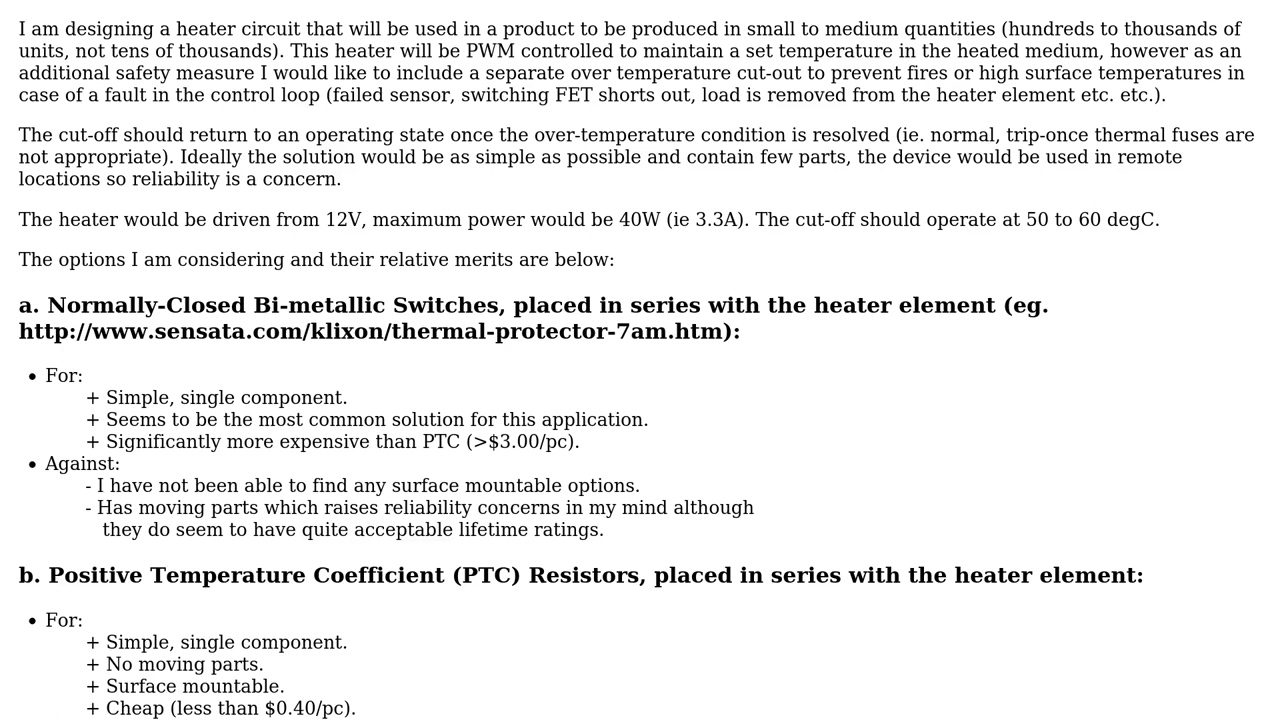 I am designing a heater circuit that will be used in a product to be produced in small to medium quantities (hundreds to thousands of
units, not tens of thousands). This heater will be PWM controlled to maintain a set temperature in the heated medium, however as an
additional safety measure I would like to include a separate over temperature cut-out to prevent fires or high surface temperatures in
case of a fault in the control loop (failed sensor, switching FET shorts out, load is removed from the heater element etc. etc.).
The cut-off should return to an operating state once the over-temperature condition is resolved (ie. normal, trip-once thermal fuses are
not appropriate). Ideally the solution would be as simple as possible and contain few parts, the device would be used in remote
locations so reliability is a concern.
The heater would be driven from 12V, maximum power would be 40W (ie 3.3A). The cut-off should operate at 50 to 60 degC.
The options I am considering and their relative merits are below:
a. Normally-Closed Bi-metallic Switches, placed in series with the heater element (eg.
http://www.sensata.com/klixon/thermal-protector-7am.htm):
• For:
+ Simple, single component.
+ Seems to be the most common solution for this application.
+ Significantly more expensive than PTC (>$3.00/pc).
• Against:
- I have not been able to find any surface mountable options.
- Has moving parts which raises reliability concerns in my mind although
they do seem to have quite acceptable lifetime ratings.
b. Positive Temperature Coefficient (PTC) Resistors, placed in series with the heater element:
• For:
+ Simple, single component.
+ No moving parts.
+ Surface mountable.
+ Cheap (less than $0.40/pc).